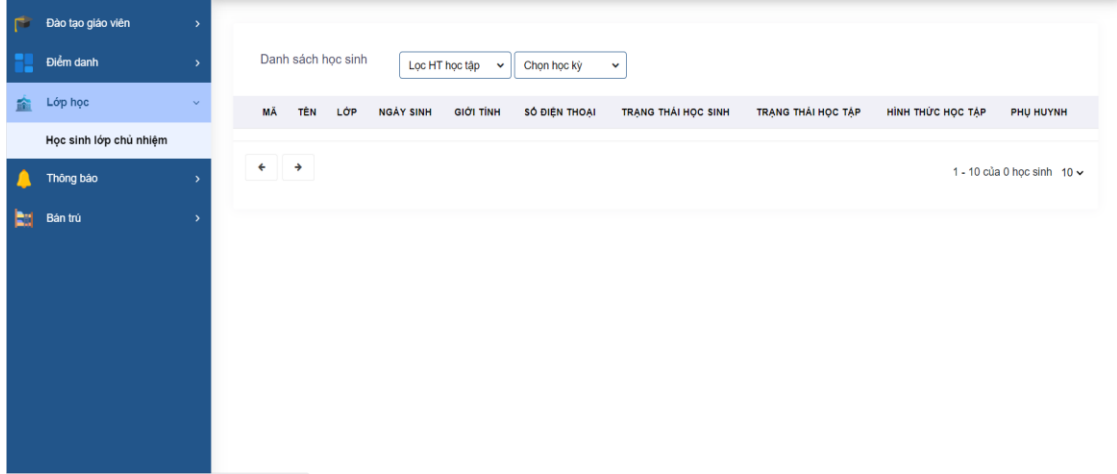 Đào tạo giáo viên
Điểm danh
Lớp học
Học sinh lớp chủ nhiệm
Thông báo
Bán trú
Danh sách học sinh
Lọc HT học tập
Chọn học kỳ
MÃ TÊN LỚP NGÀY SINH GIỚI TÍNH SỐ ĐIỆN THOẠI TRẠNG THÁI HỌC SINH TRẠNG THÁI HỌC TẬP HÌNH THỨC HỌC TẬP PHỤ HUYNH
1 - 10 của 0 học sinh 10